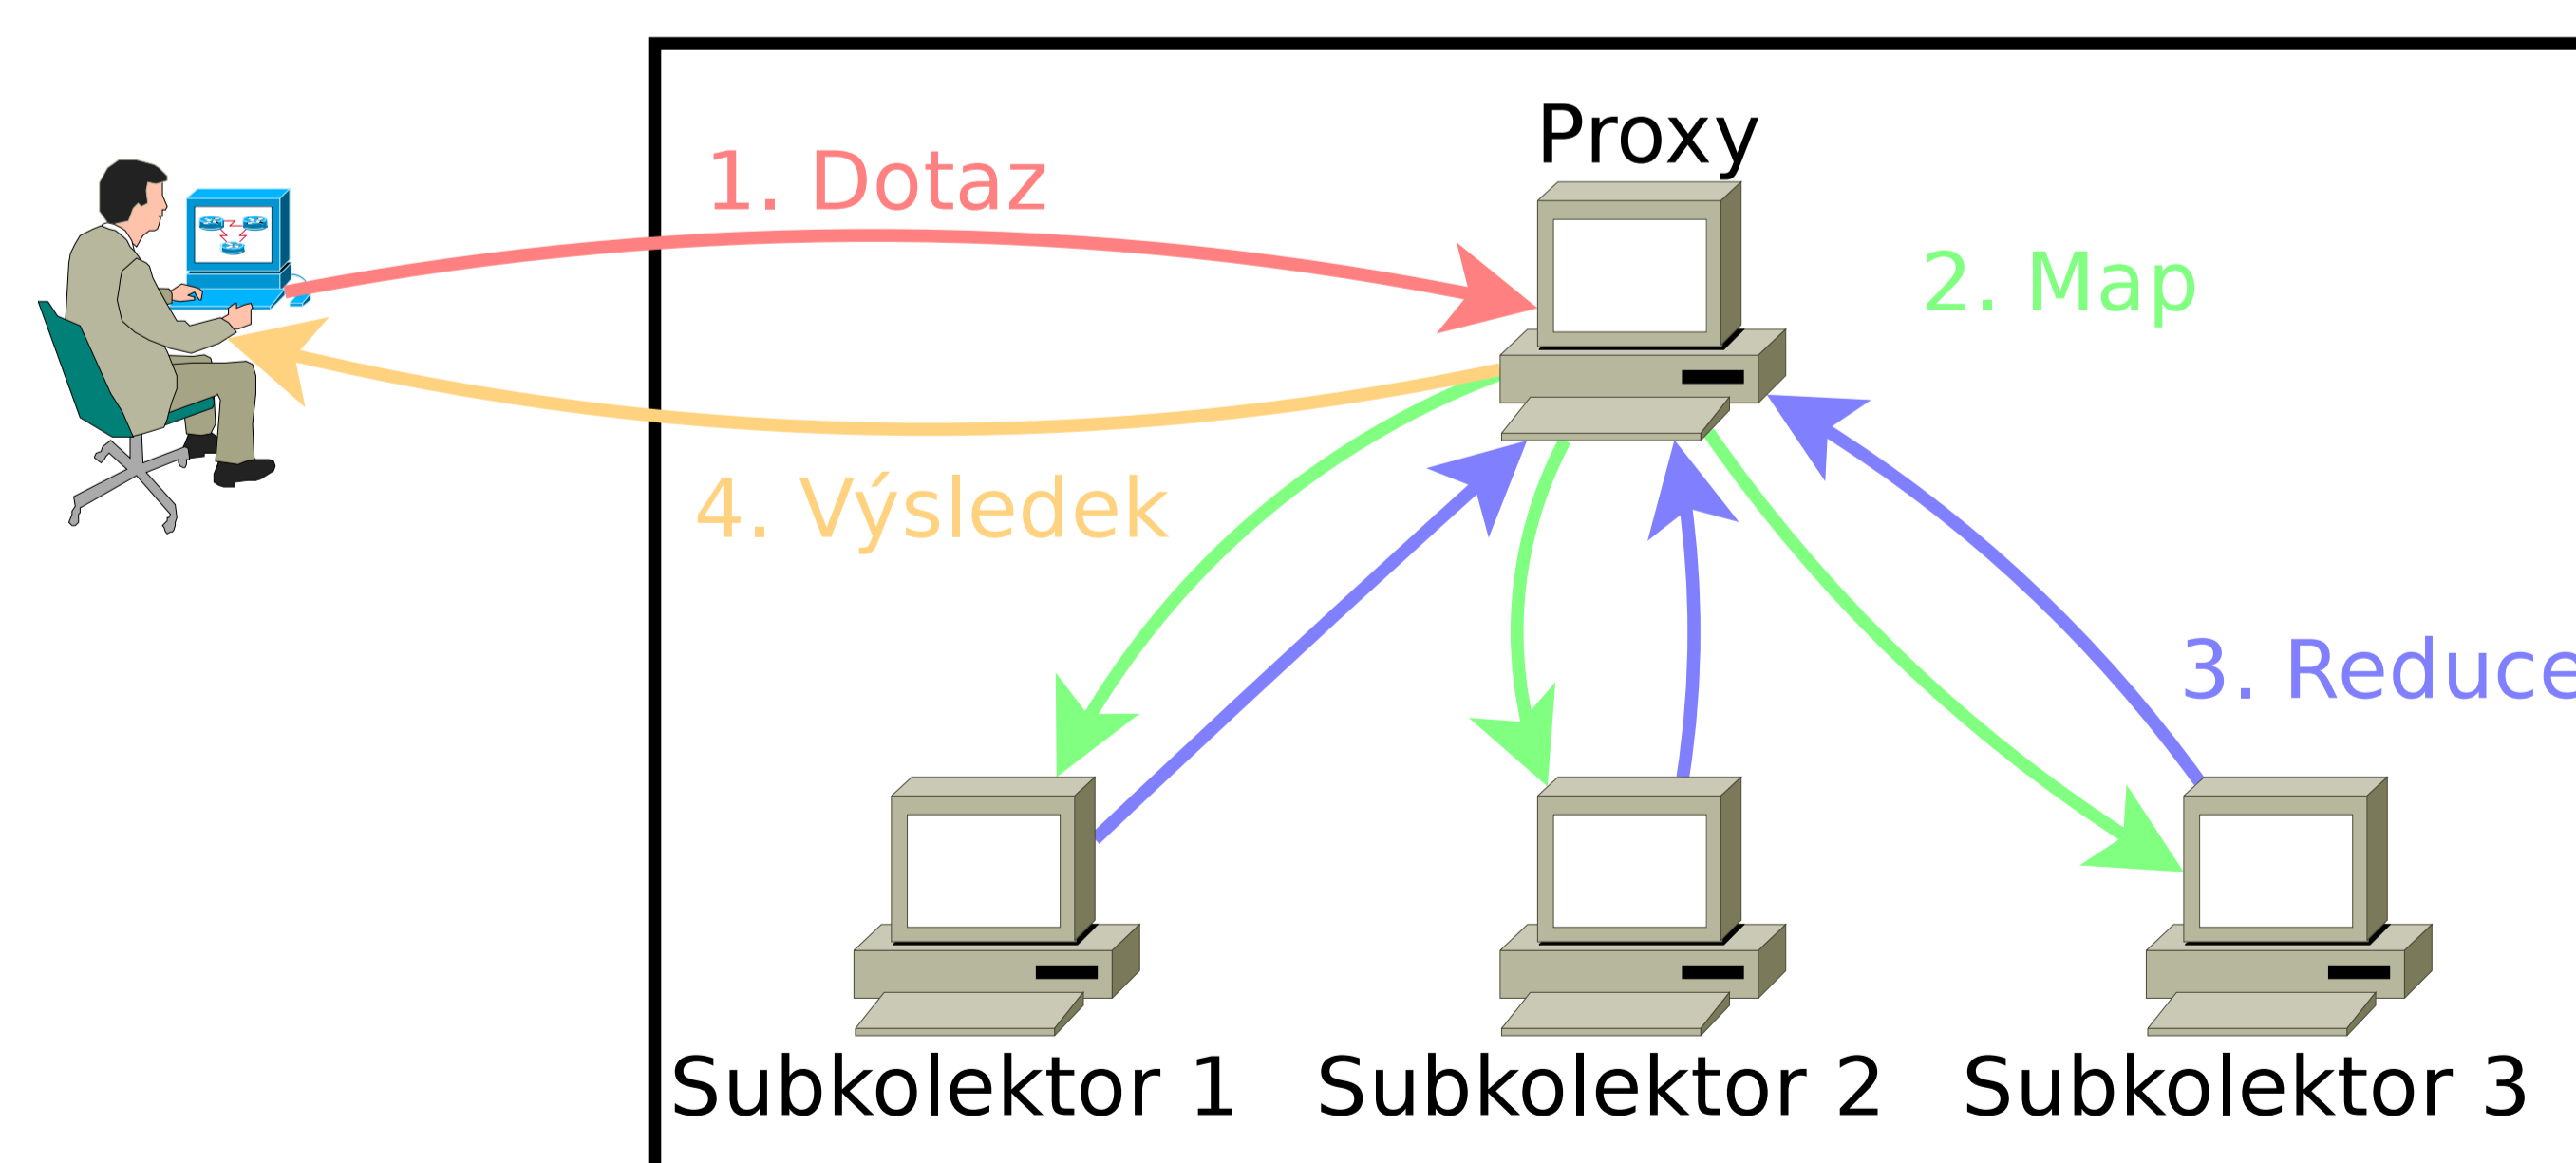 Proxy
1. Dotaz
2. Map
4. Výsledek
3. Reduce
Subkolektor 1
Subkolektor 2
Subkolektor 3